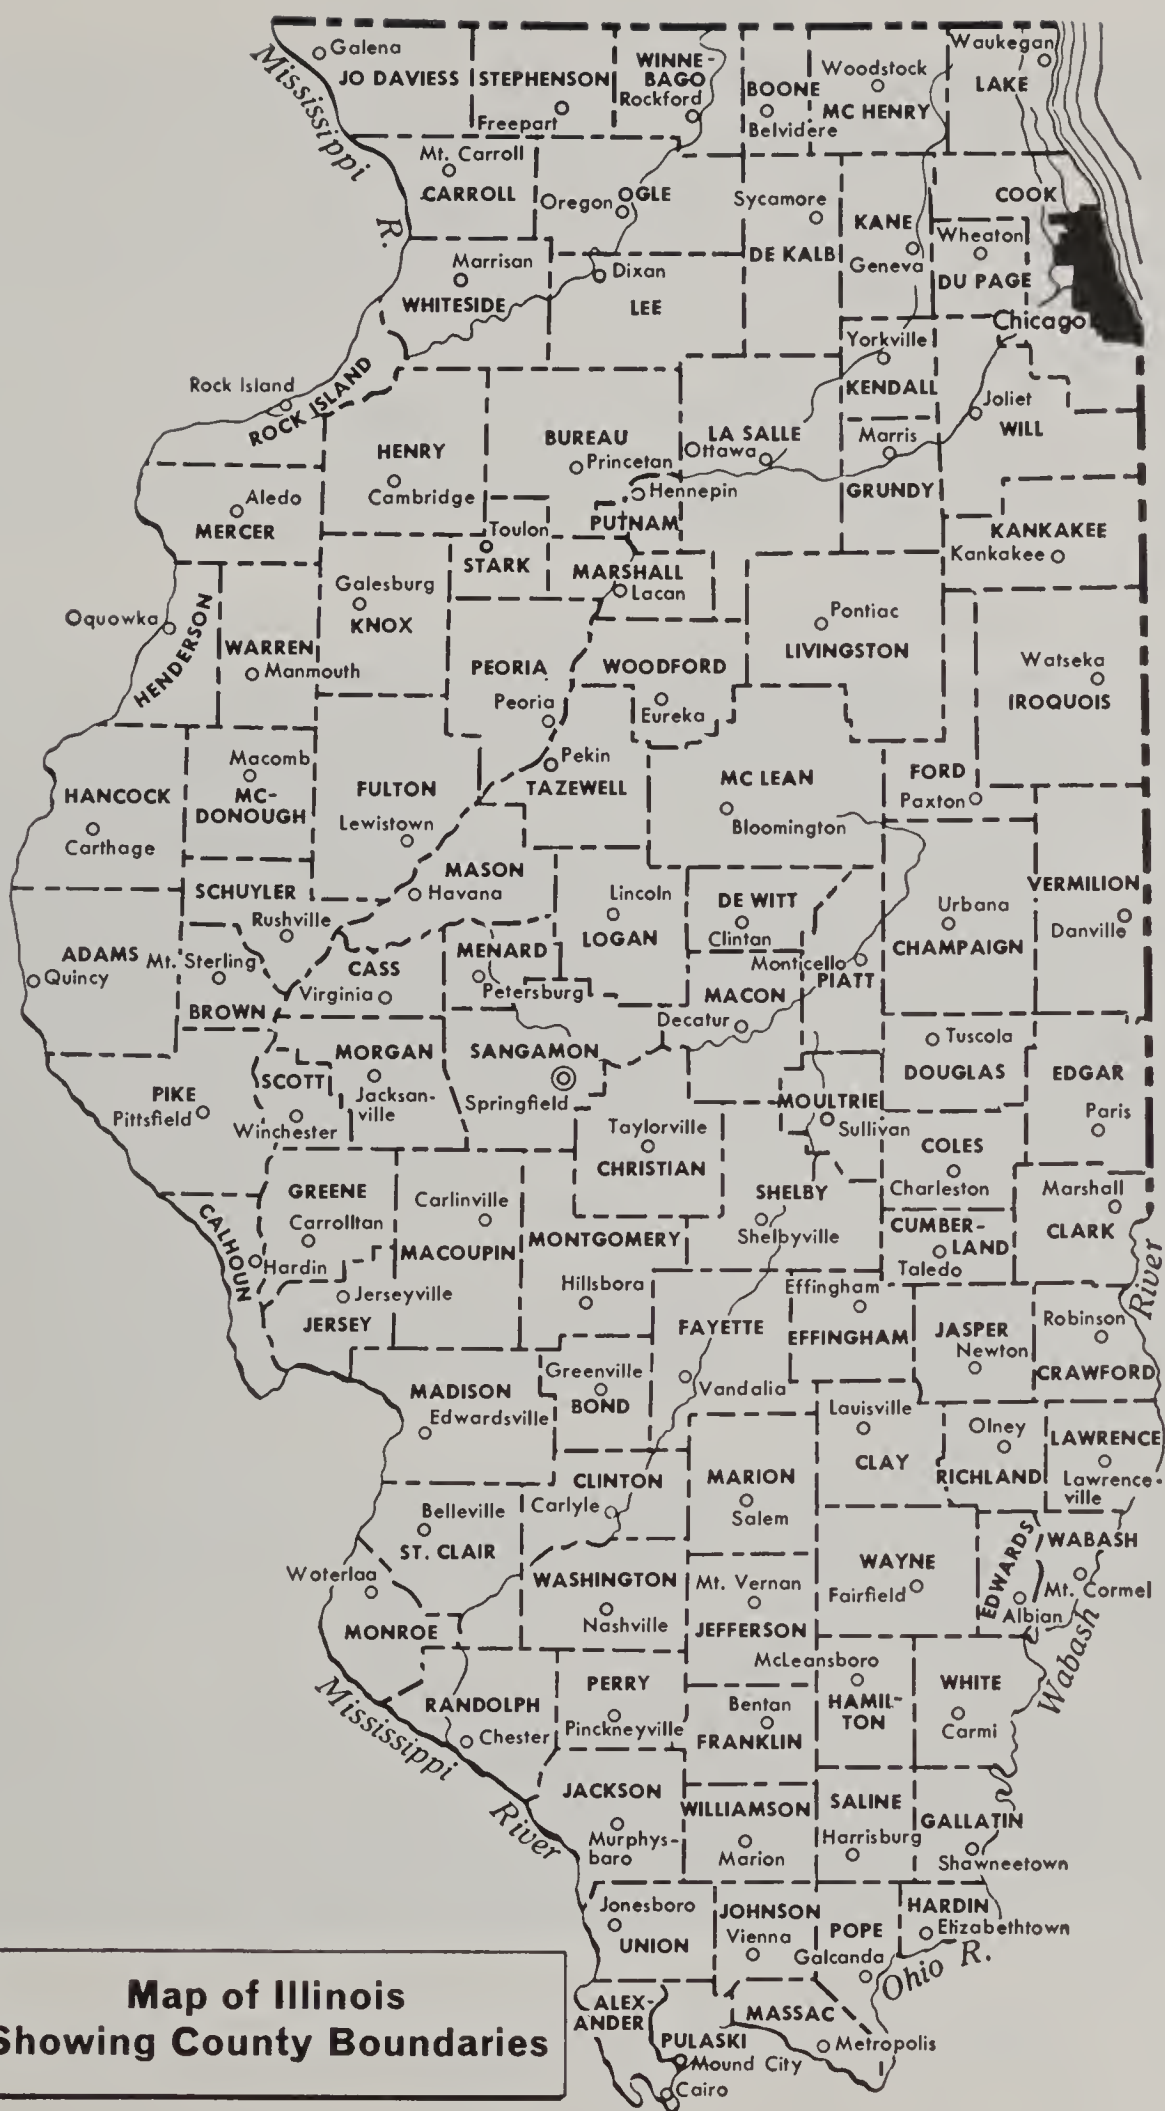 Waukegan
Galena
Mississippi
R.
JO DAVIESS
STEPHENSON
Freepart
WINNE-
BAGO
Rockford
BOONE
Belvidere
Woodstock
MC HENRY
LAKE
Mt. Carroll
CARROLL
Oregon
OGLE
Sycamore
DE KALB
KANE
Geneva
COOK
Wheaton
DU PAGE
Chicago
Marrisan
WHITESIDE
Dixan
LEE
Yorkville
KENDALL
Rock Island
ROCK ISLAND
HENRY
Cambridge
BUREAU
Princetan
LA SALLE
Ottawa
Marris
GRUNDY
Joliet
WILL
Aledo
MERCER
Hennepin
PUTNAM
Toulon
STARK
MARSHALL
Lacan
KANKAKEE
Kankakee
Oquowka
HENDERSON
WARREN
Manmouth
Galesburg
KNOX
PEORIA
Peoria
WOODFORD
Eureka
Pontiac
LIVINGSTON
Watseka
IROQUOIS
HANCOCK
Carthage
Macomb
MC-
DONOUGH
FULTON
Lewistown
Pekin
TAZEWELL
MC LEAN
Bloomington
FORD
Paxton
SCHUYLER
Rushville
MASON
Havana
Lincoln
LOGAN
DE WITT
Clintan
Urbana
CHAMPAIGN
VERMILION
Danville
ADAMS
Quincy
Mt. Sterling
BROWN
CASS
Virginia
MENARD
Petersburg
Monticello
PIATT
MACON
Decatur
PIKE
Pittsfield
SCOTT
Winchester
MORGAN
Jacksan-
ville
SANGAMON
Springfield
Taylorville
CHRISTIAN
MOULTRIE
Sullivan
Tuscola
DOUGLAS
EDGAR
Paris
COLES
Charleston
CALHOUN
Hardin
GREENE
Carrolltan
Carlinville
MACOUPIN
MONTGOMERY
Hillsbora
SHELBY
Shelbyville
CUMBER-
LAND
Taledo
Marshall
CLARK
River
Jerseyville
JERSEY
FAYETTE
Vandalia
Effingham
EFFINGHAM
JASPER
Newton
Robinson
CRAWFORD
MADISON
Edwardsville
Greenville
BOND
Louisville
CLAY
Olney
RICHLAND
LAWRENCE
Lawrence-
ville
CLINTON
Carlyle
MARION
Salem
Belleville
ST. CLAIR
Woterlaa
MONROE
WASHINGTON
Nashville
Mt. Vernan
JEFFERSON
WAYNE
Fairfield
EDWARDS
Albian
WABASH
Mt. Cormel
Wabash
Mississippi
River
RANDOLPH
Chester
PERRY
Pinckneyville
McLeansboro
HAMIL-
TON
Bentan
FRANKLIN
WHITE
Carmi
JACKSON
Murphys-
baro
WILLIAMSON
Marion
SALINE
Harrisburg
GALLATIN
Shawneetown
Jonesboro
UNION
JOHNSON
Vienna
POPE
Galcanda
HARDIN
Elizabethtown
Ohio R.
ALEX-
ANDER
PULASKI
Mound City
Cairo
MASSAC
Metropolis
Map of Illinois
Showing County Boundaries